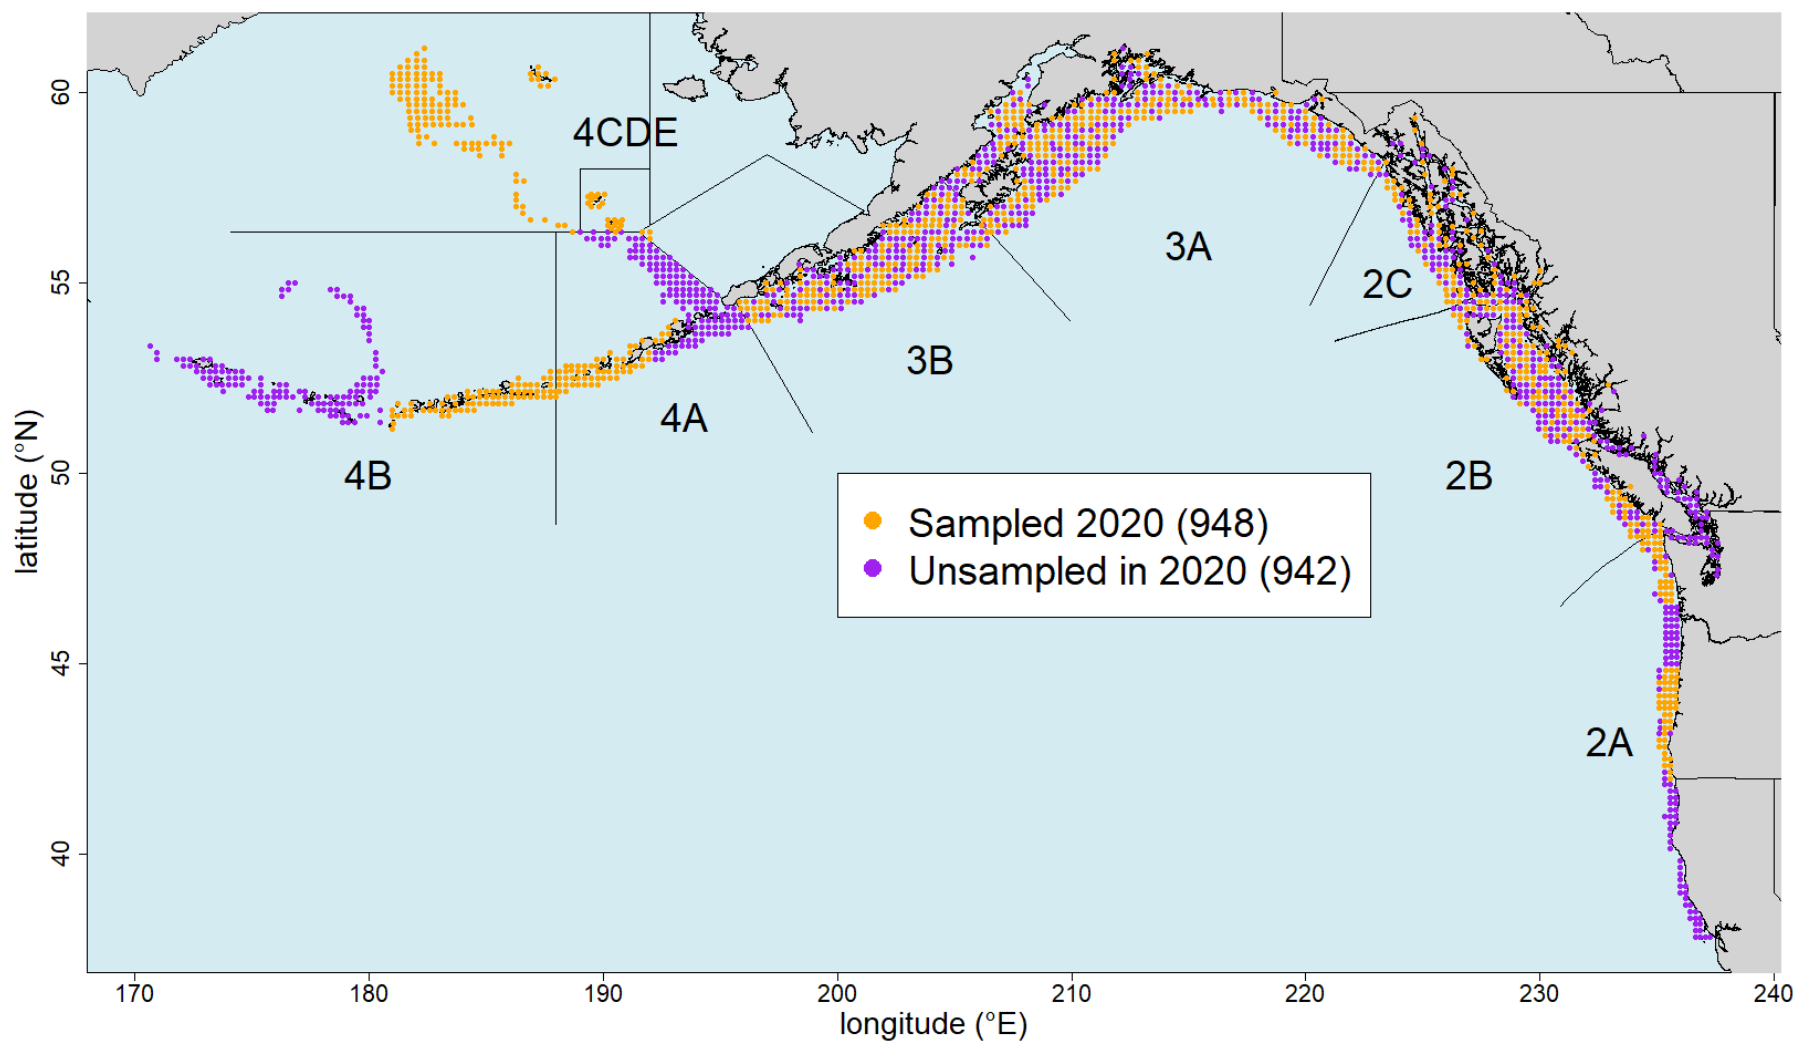 4CDE
3A
2C
3B
4A
4B
2B
2A
Sampled 2020 (948)
Unsampled in 2020 (942)
latitude (°N)
60
55
50
45
40
170 180 190 200 210 220 230 240
longitude (°E)